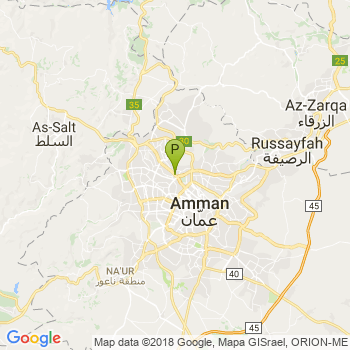 25
35
Az-Zarqa
الزرقاء
As-Salt
السلط
P
30
Russayfah
الرصيفة
35
Amman
عمان
45
NA'UR
منطقة ناعور
40
45
Google
Map data ©2018 Google, Mapa GISrael, ORION-ME